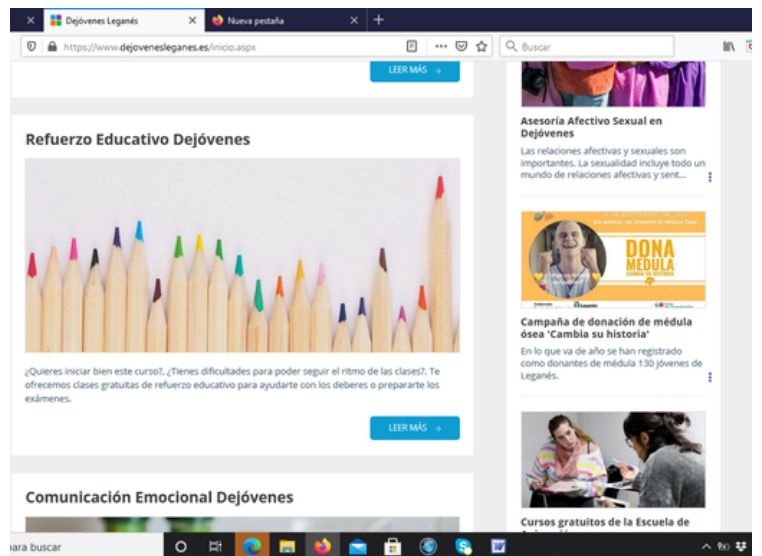 Dejóvenes Leganés
Nueva pestaña
https://www.dejovenesleganes.es/inicio.aspx
Buscar
LEER MÁS →
Refuerzo Educativo Dejóvenes
¿Quieres iniciar bien este curso?, ¿Tienes dificultades para poder seguir el ritmo de las clases?. Te
ofrecemos clases gratuitas de refuerzo educativo para ayudarte con los deberes o prepararte los
exámenes.
LEER MÁS →
Comunicación Emocional Dejóvenes
Asesoría Afectivo Sexual en
Dejóvenes
Las relaciones afectivas y sexuales son
importantes. La sexualidad incluye todo un
mundo de relaciones afectivas y sent...
DONA
MÉDULA
CAMBIA SU HISTORIA
Leganés
Campaña de donación de médula
ósea 'Cambia su historia'
En lo que va de año se han registrado
como donantes de médula 130 jóvenes de
Leganés.
Cursos gratuitos de la Escuela de
para buscar